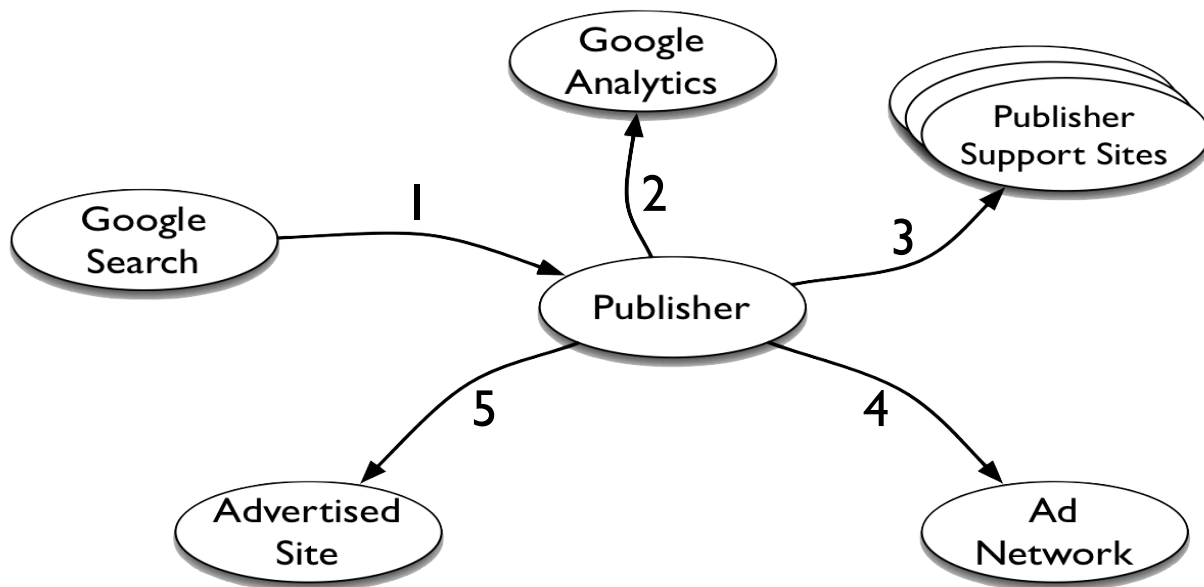 Google
Analytics
Publisher
Support Sites
1
2
Google
Search
3
Publisher
5
4
Advertised
Site
Ad
Network